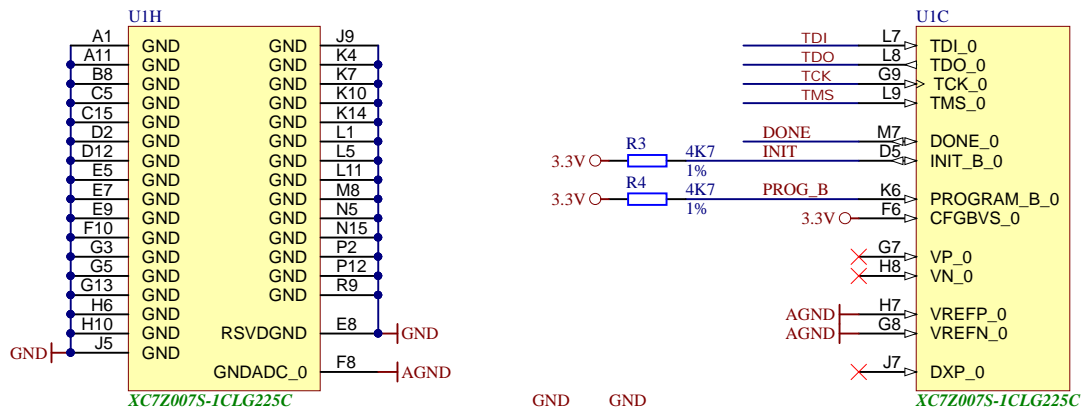 U1H
A1 GND GND J9
A11 GND GND K4
B8 GND GND K7
C5 GND GND K10
C15 GND GND K14
D2 GND GND L1
D12 GND GND L5
E5 GND GND L11
E7 GND GND M8
E9 GND GND N5
F10 GND GND N15
G3 GND GND P2
G5 GND GND P12
G13 GND GND R9
H6 GND
H10 GND RSVDGND E8 GND
GND J5 GND
GNDADC_0 F8 AGND
XC7Z007S-1CLG225C
GND GND
U1C
TDI L7 TDI_0
TDO L8 TDO_0
TCK G9 TCK_0
TMS L9 TMS_0
DONE M7 DONE_0
3.3V R3 4K7 1% INIT D5 INIT_B_0
3.3V R4 4K7 1% PROG_B K6 PROGRAM_B_0
3.3V F6 CFGBVS_0
G7 VP_0
H8 VN_0
AGND H7 VREFP_0
AGND G8 VREFN_0
J7 DXP_0
XC7Z007S-1CLG225C